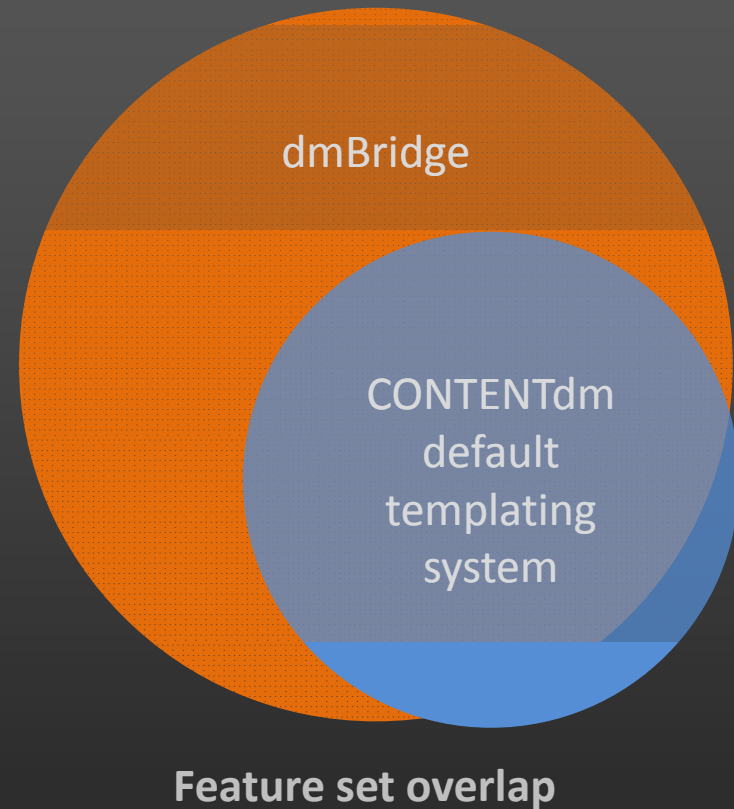 dmBridge
CONTENTdm
default
templating
system
Feature set overlap